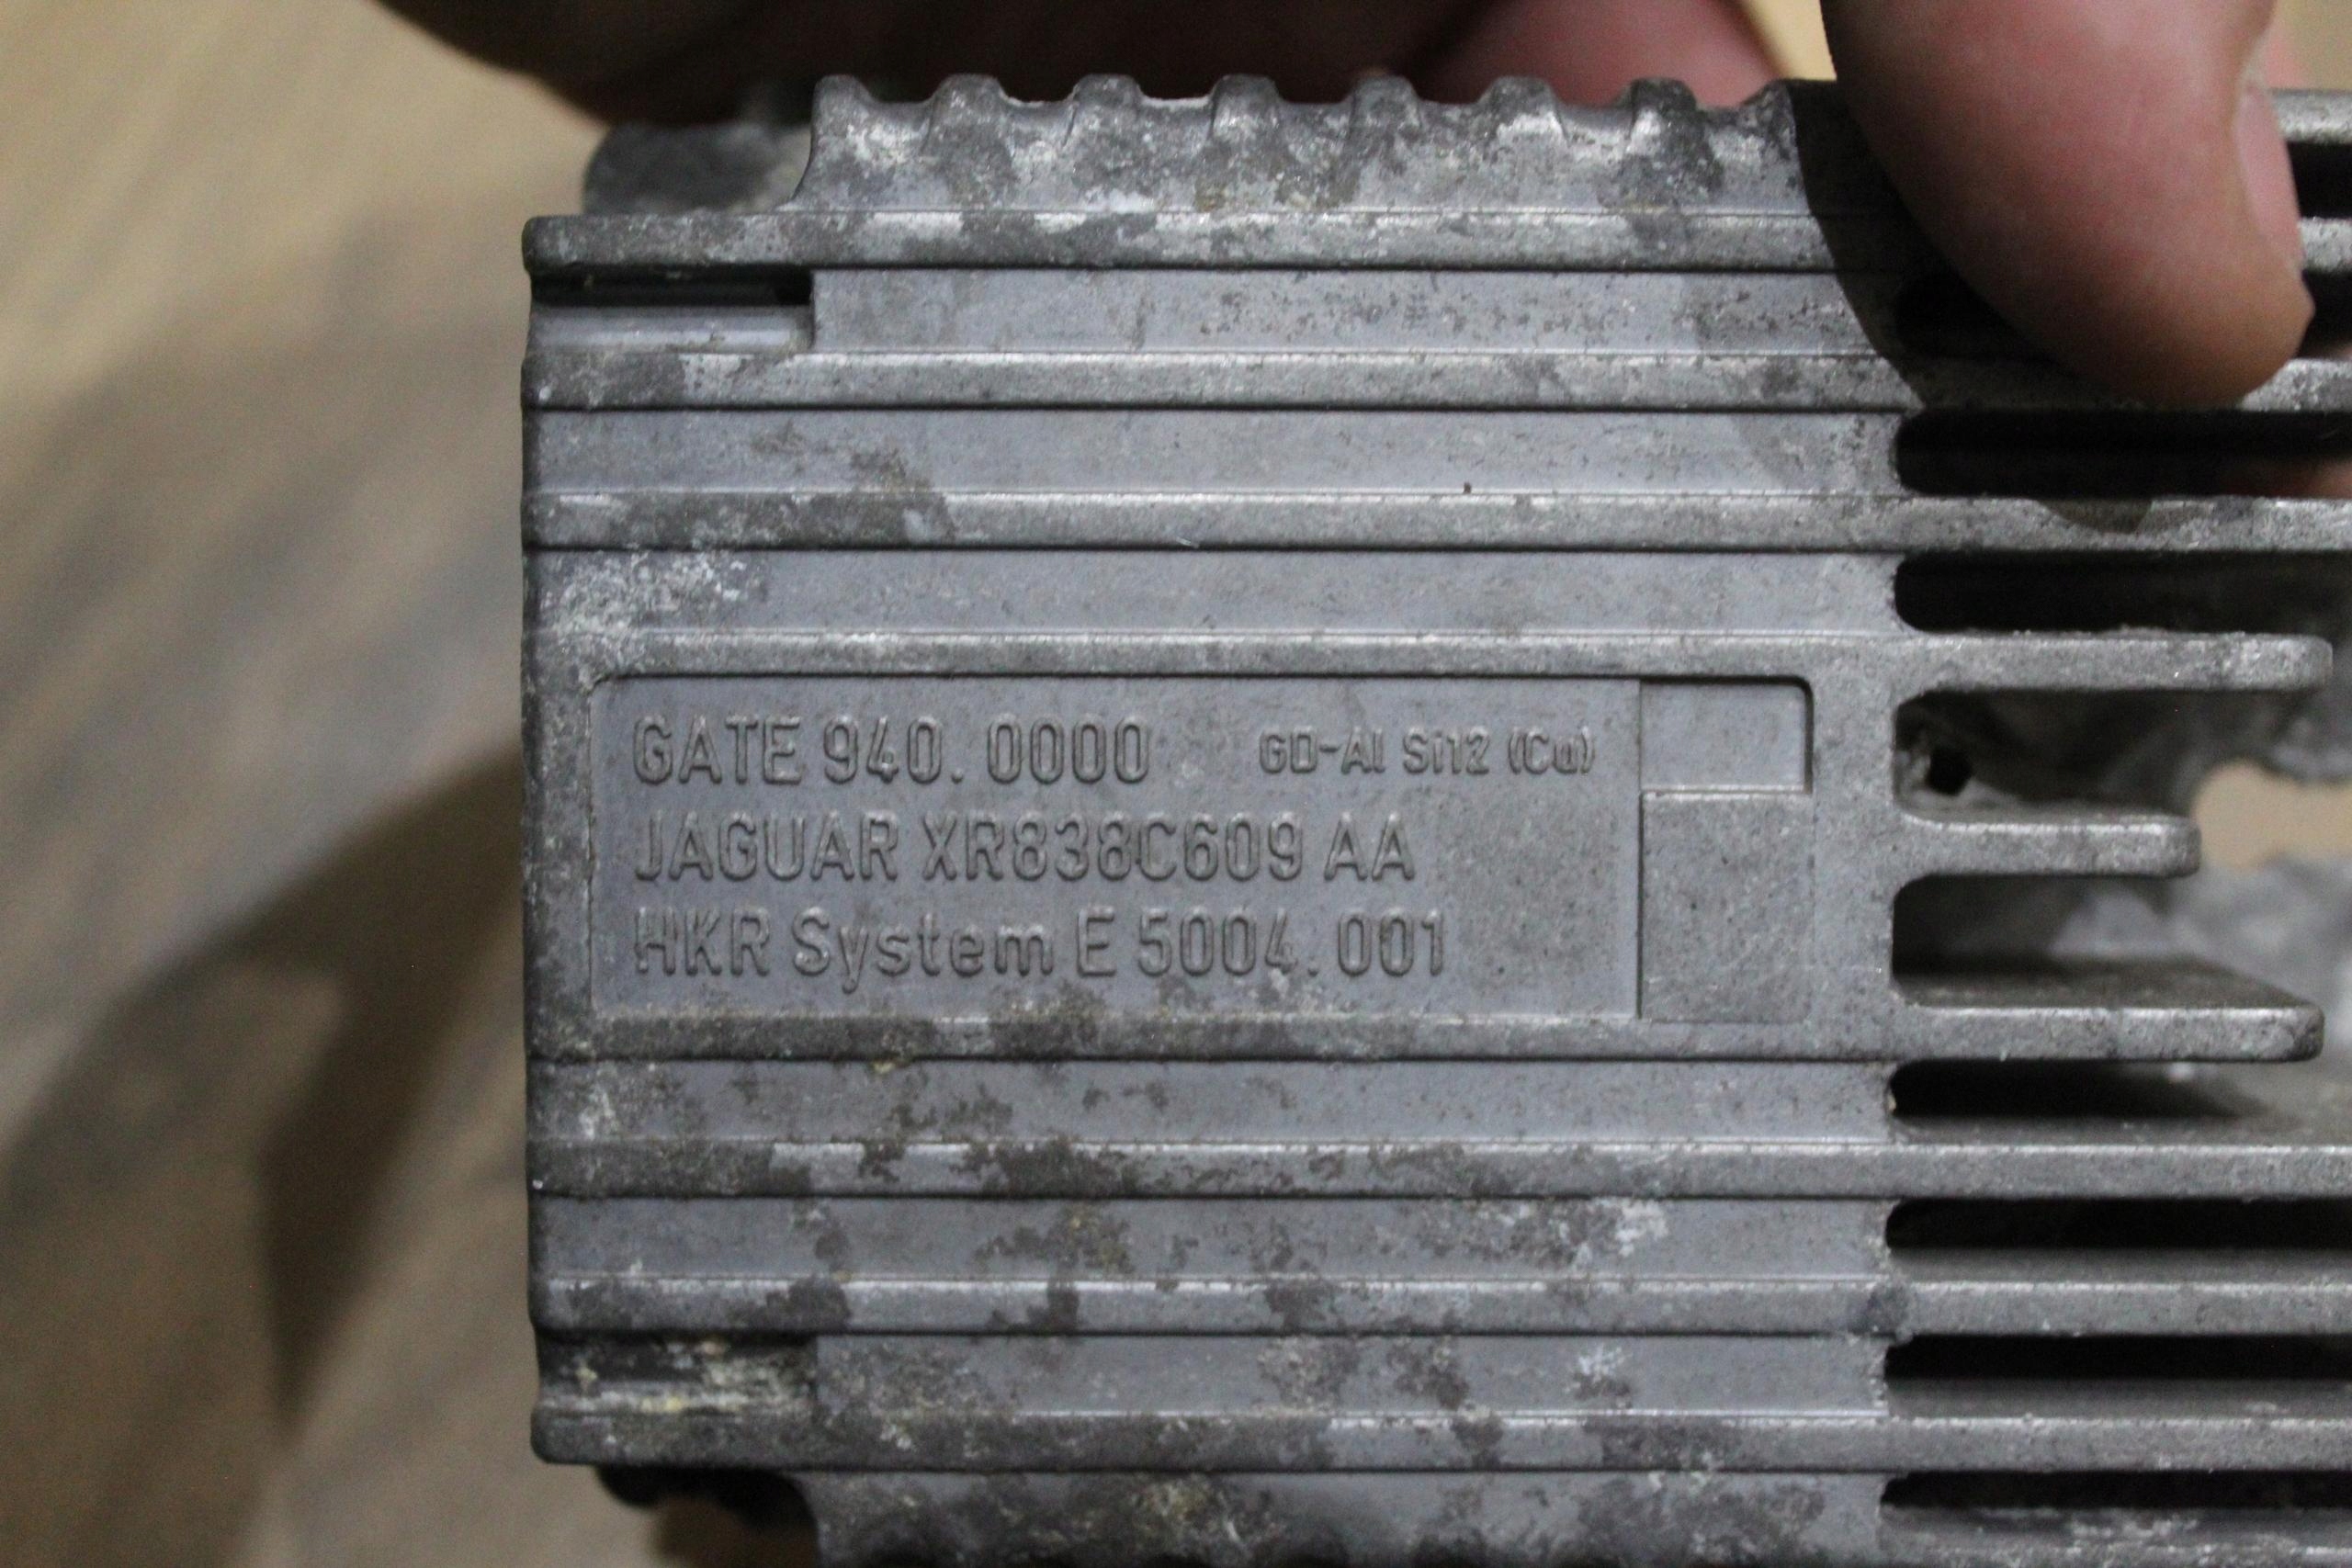 GATE 940. 0000 GD-Al Si12 (Cu)
JAGUAR XR838C609 AA
HKR System E 5004.001